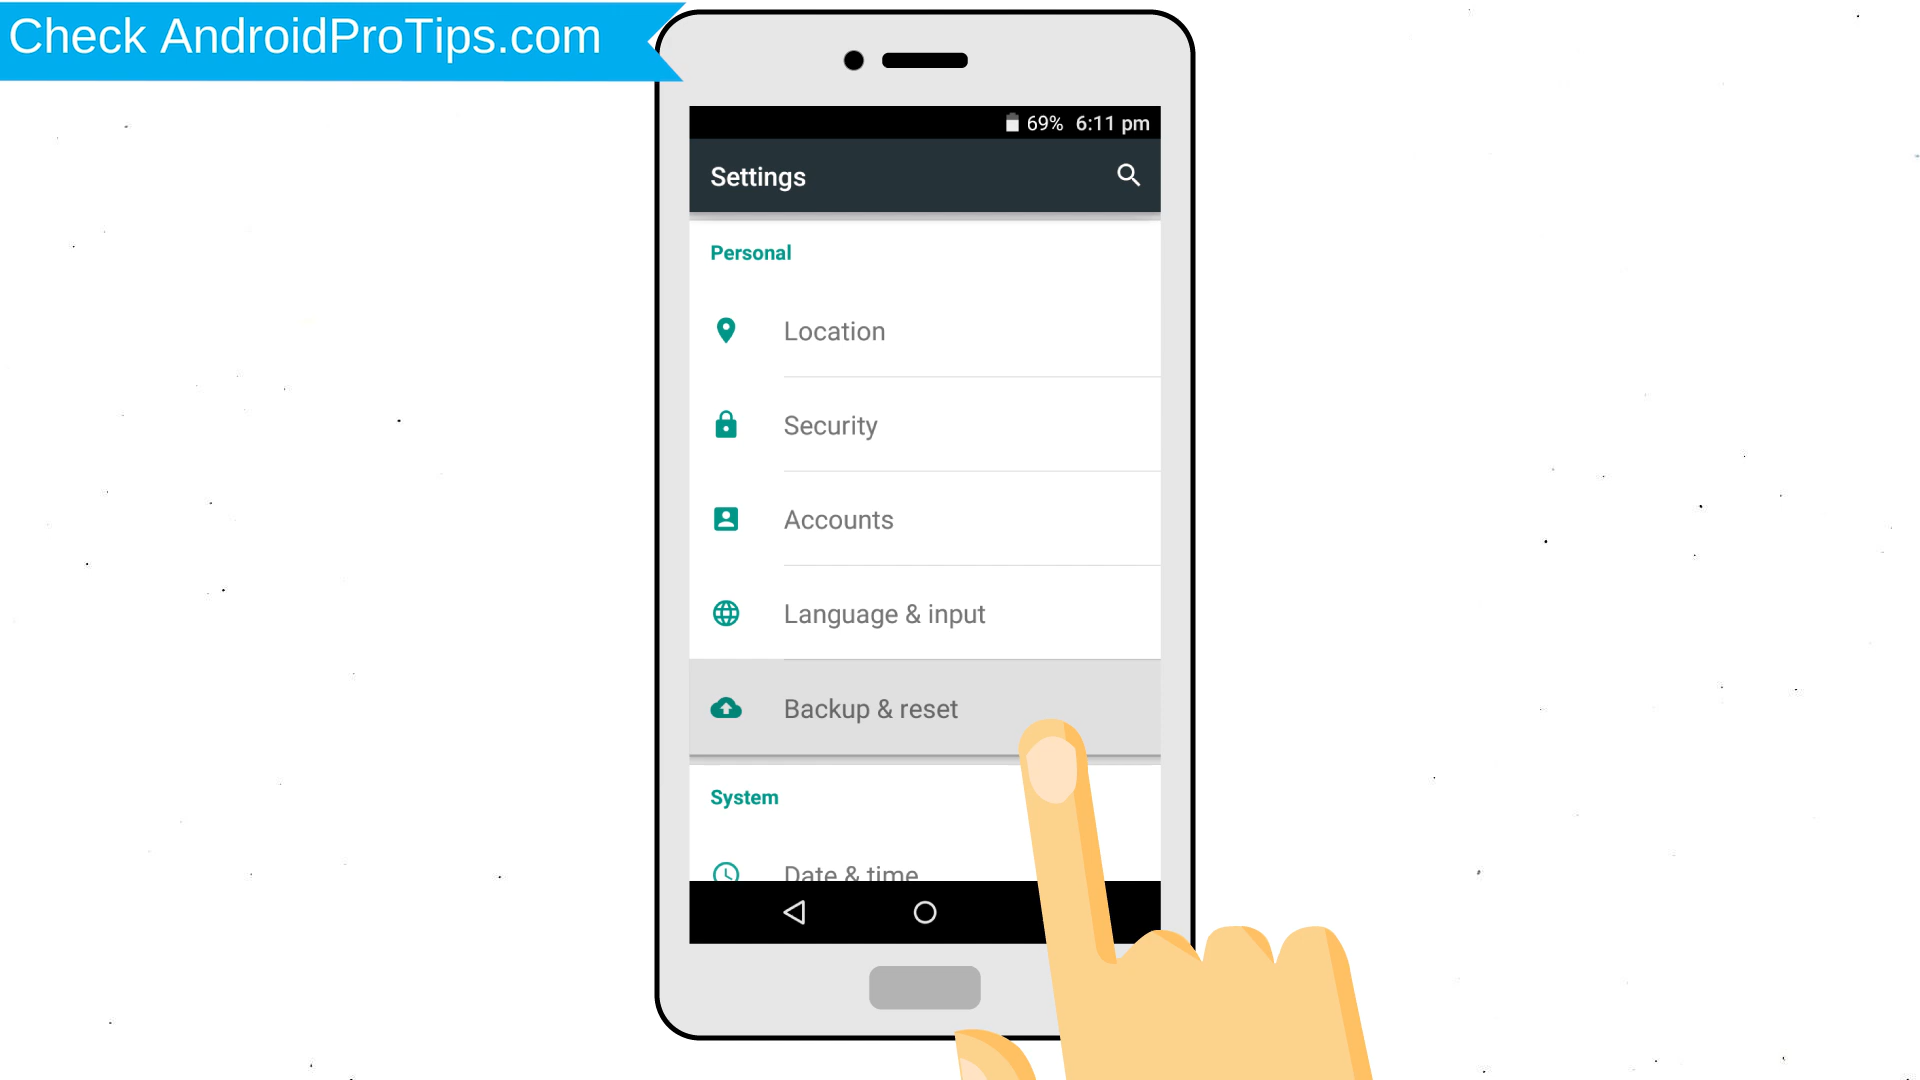 Check AndroidProTips.com
69% 6:11 pm
Settings
Personal
Location
Security
Accounts
Language & input
Backup & reset
System
Date & time